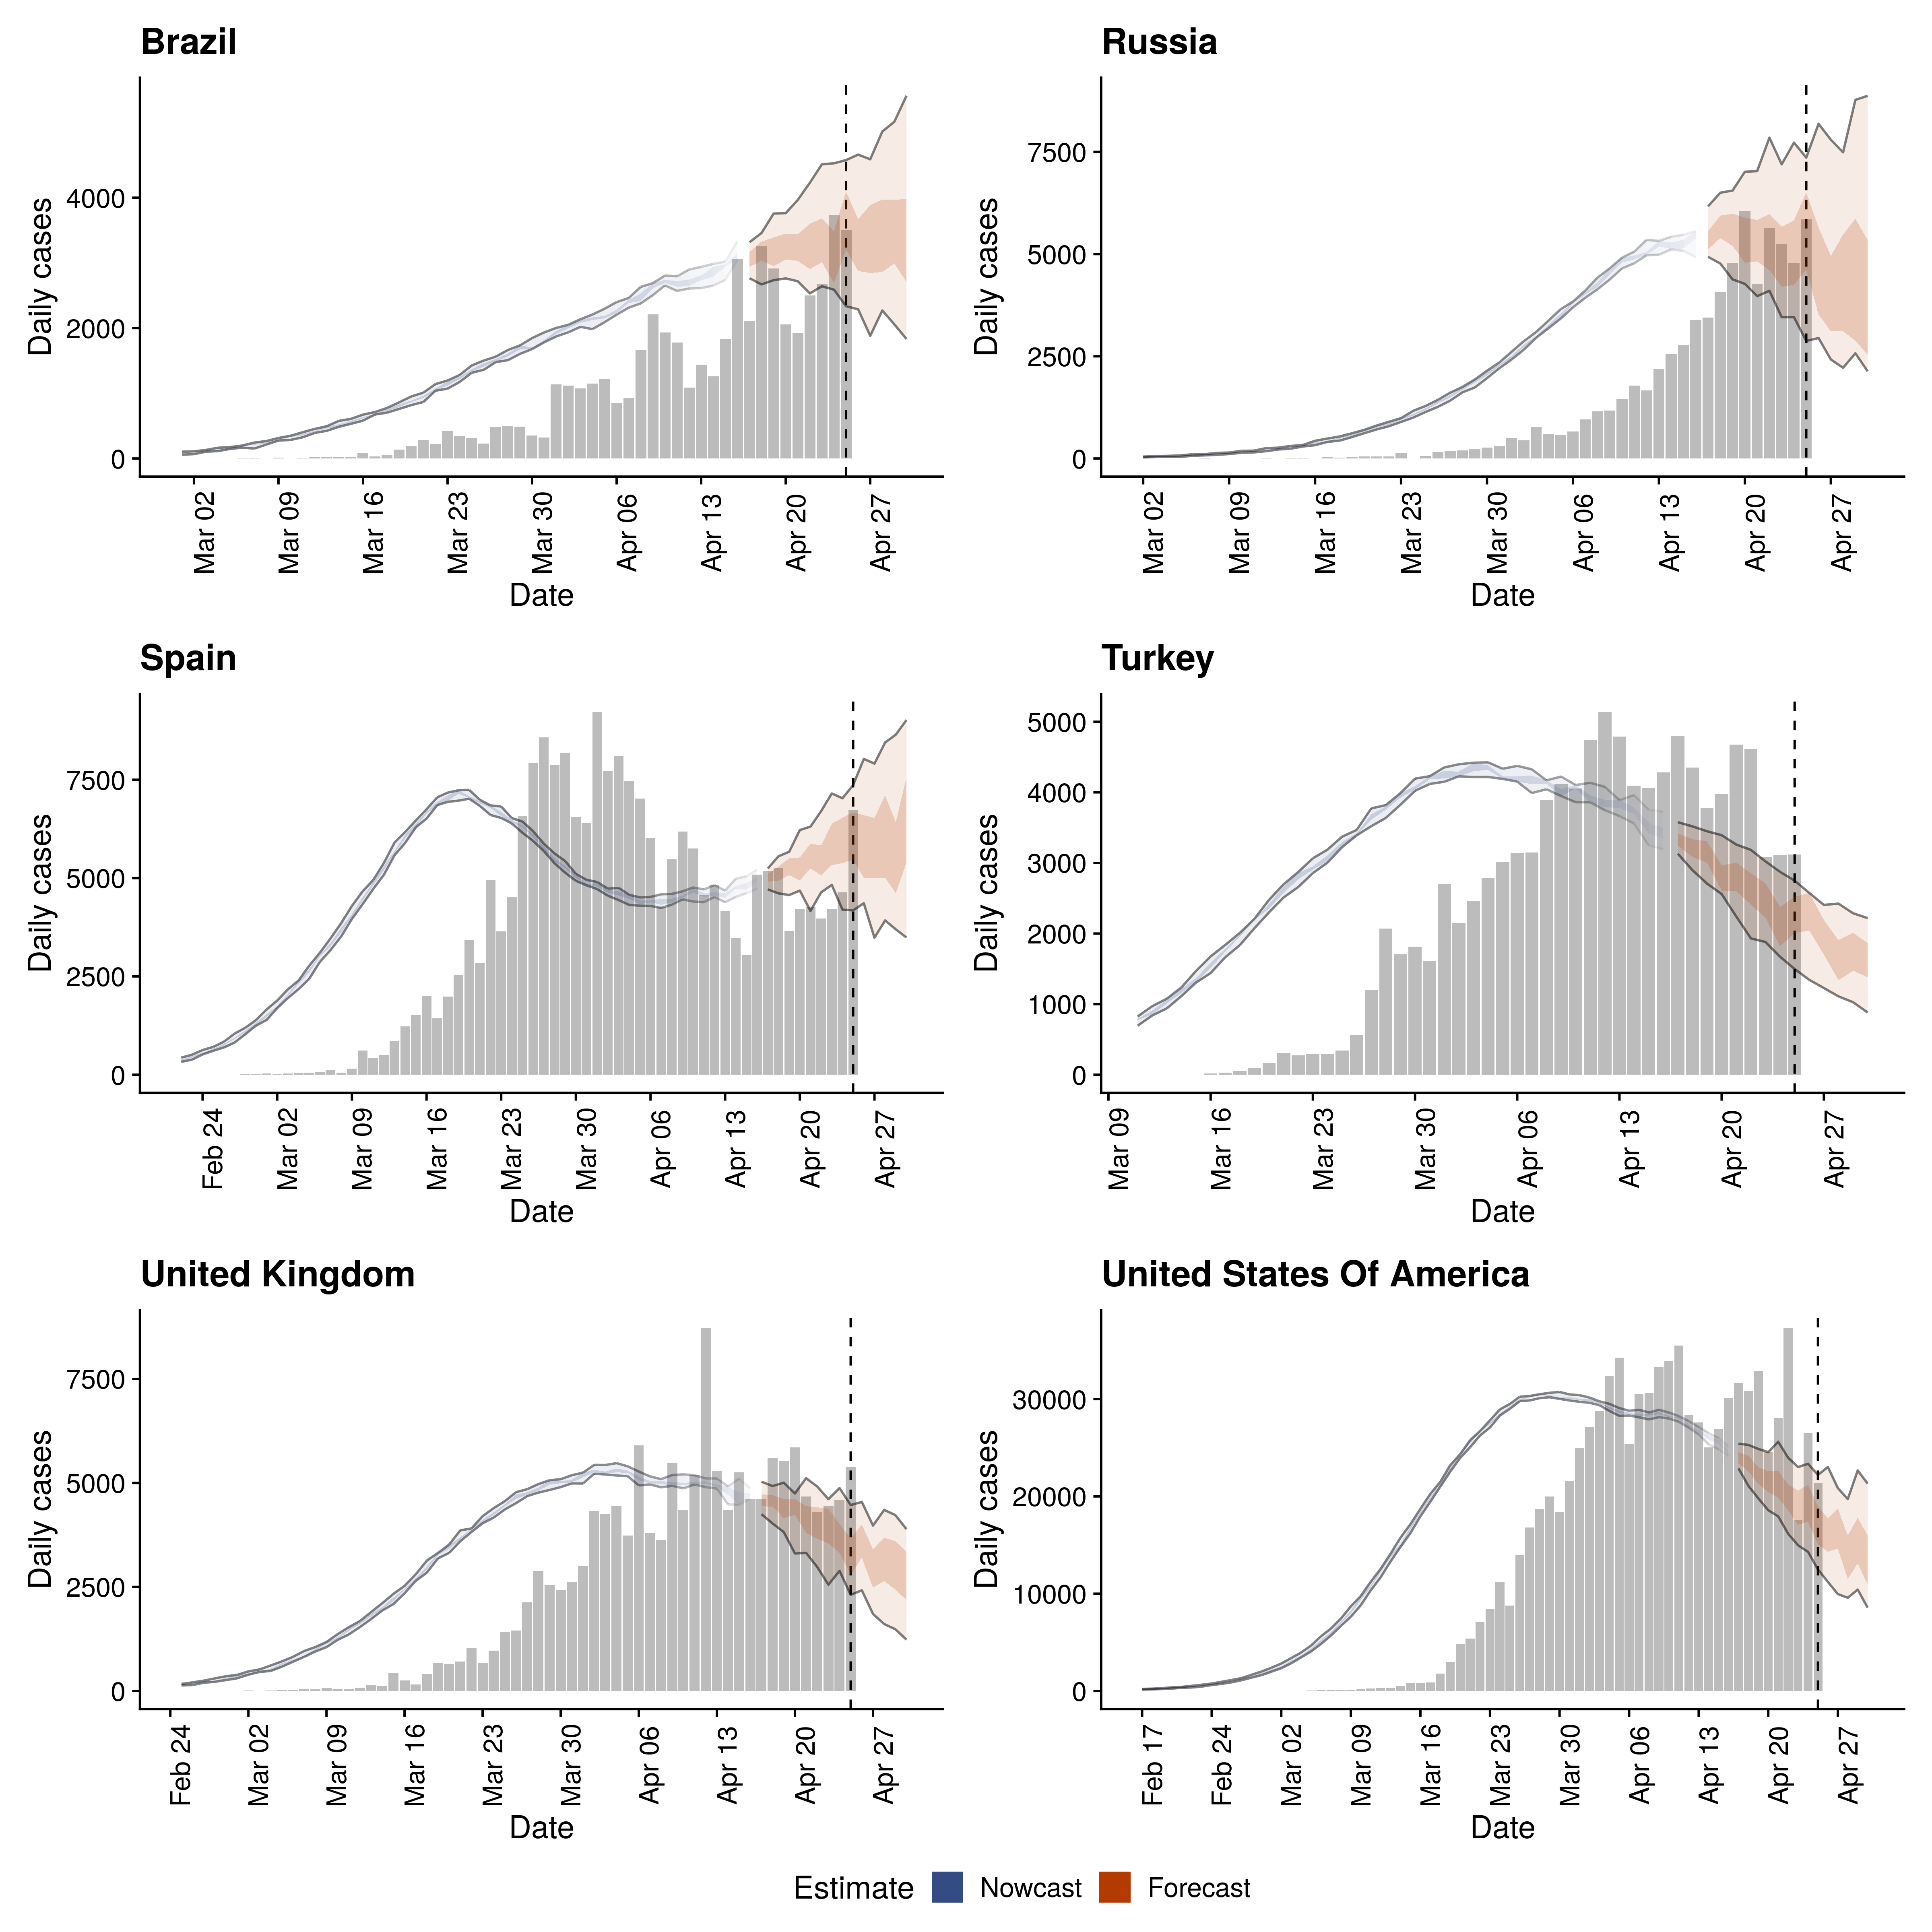 Brazil
Daily cases
4000
2000
0
Mar 02
Mar 09
Mar 16
Mar 23
Mar 30
Apr 06
Apr 13
Apr 20
Apr 27
Date
Russia
Daily cases
7500
5000
2500
0
Mar 02
Mar 09
Mar 16
Mar 23
Mar 30
Apr 06
Apr 13
Apr 20
Apr 27
Date
Spain
Daily cases
7500
5000
2500
0
Feb 24
Mar 02
Mar 09
Mar 16
Mar 23
Mar 30
Apr 06
Apr 13
Apr 20
Apr 27
Date
Turkey
Daily cases
5000
4000
3000
2000
1000
0
Mar 09
Mar 16
Mar 23
Mar 30
Apr 06
Apr 13
Apr 20
Apr 27
Date
United Kingdom
Daily cases
7500
5000
2500
0
Feb 24
Mar 02
Mar 09
Mar 16
Mar 23
Mar 30
Apr 06
Apr 13
Apr 20
Apr 27
Date
United States Of America
Daily cases
30000
20000
10000
0
Feb 17
Feb 24
Mar 02
Mar 09
Mar 16
Mar 23
Mar 30
Apr 06
Apr 13
Apr 20
Apr 27
Date
Estimate Nowcast Forecast